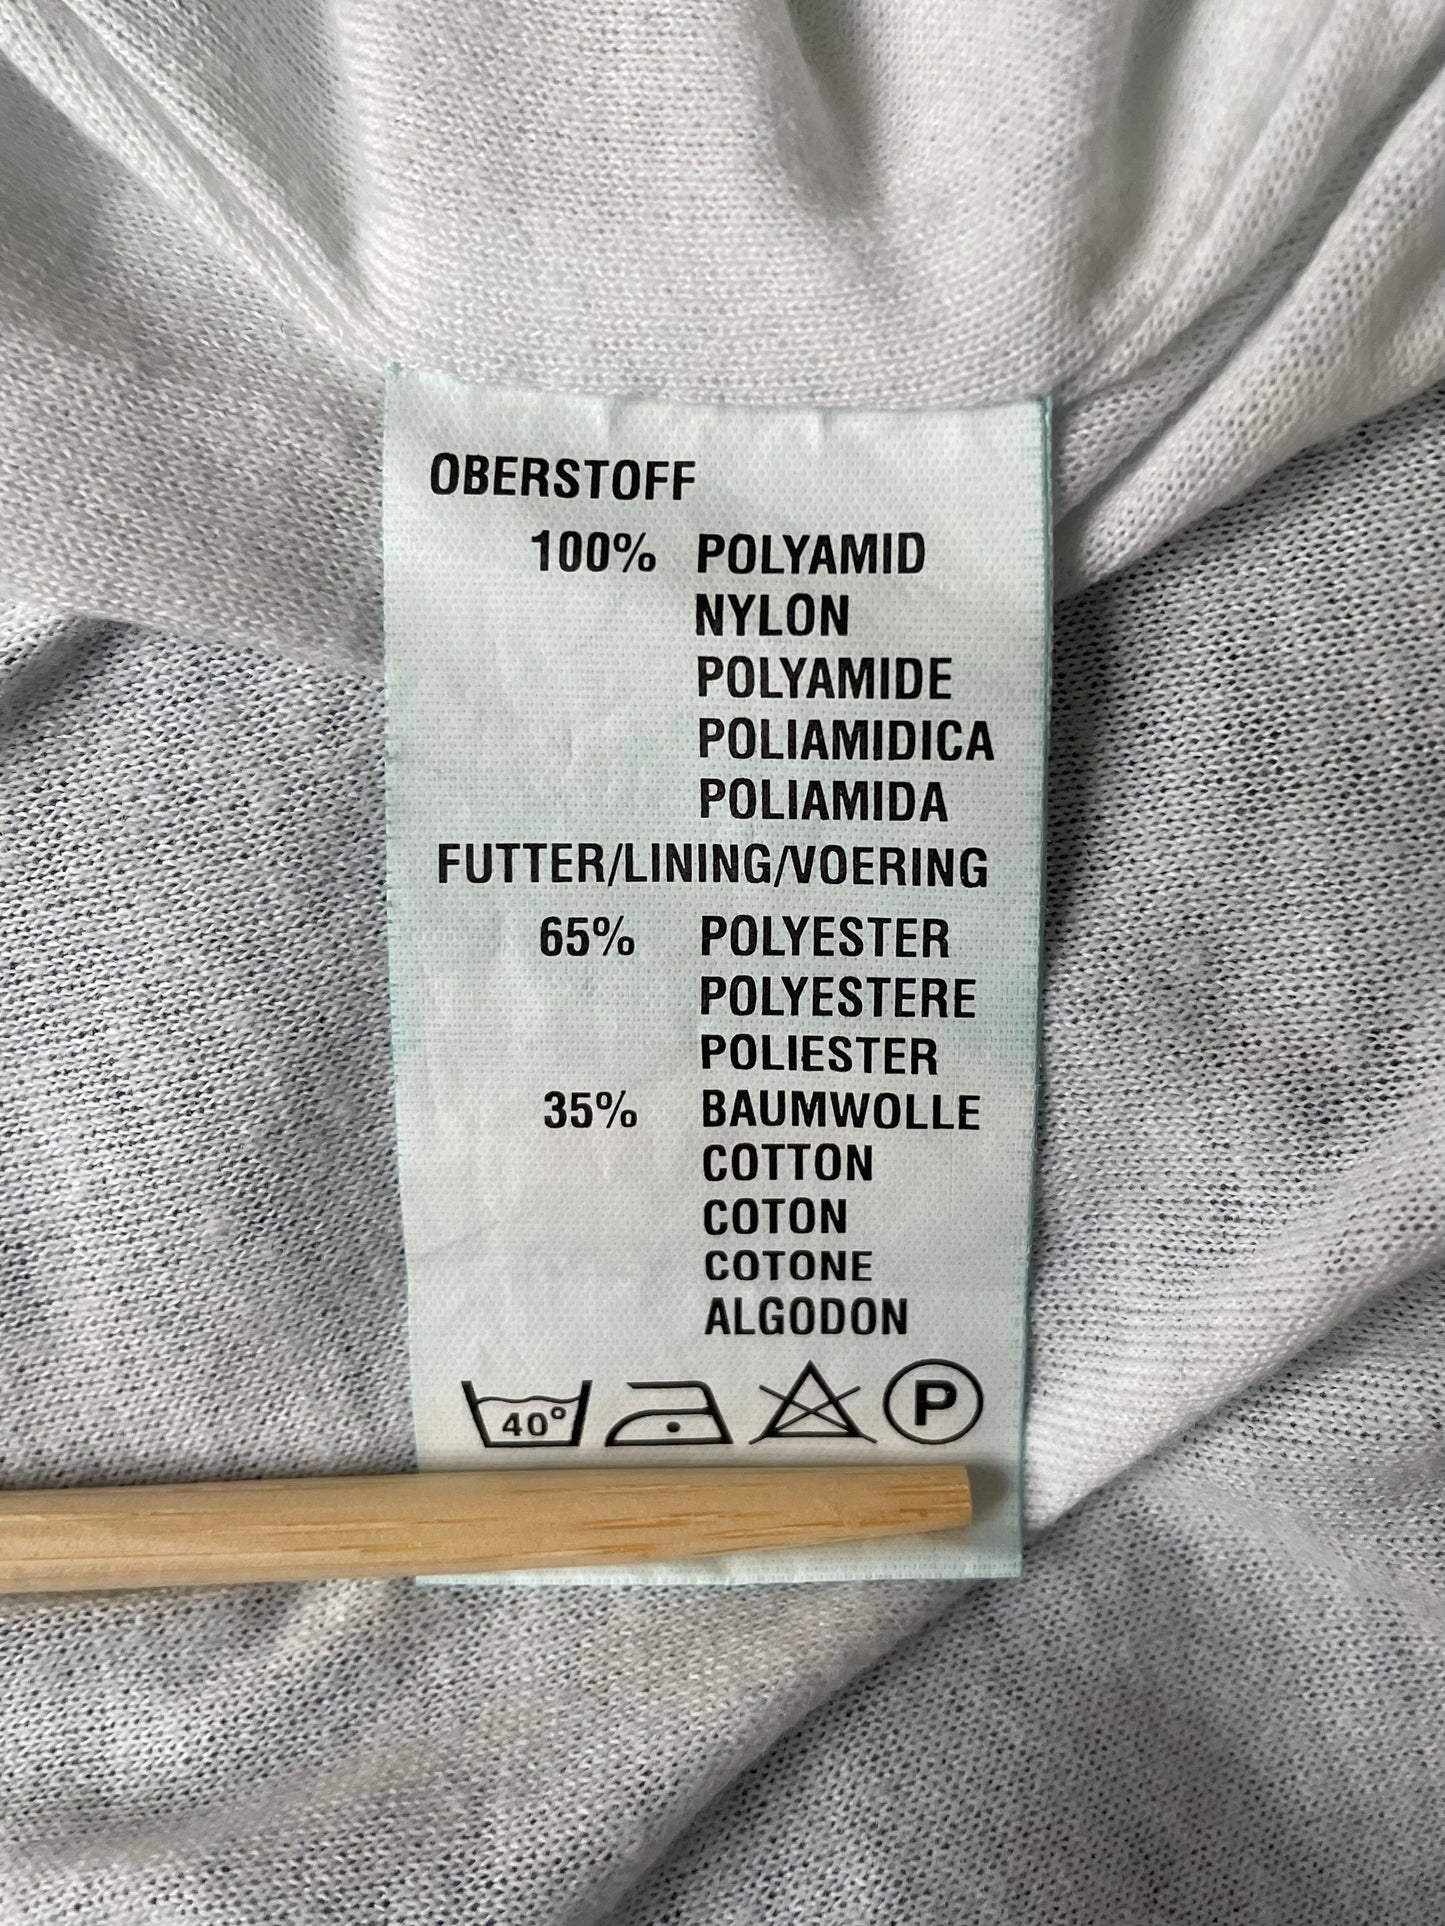 OBERSTOFF
100% POLYAMID
NYLON
POLYAMIDE
POLIAMIDICA
POLIAMIDA
FUTTER/LINING/VOERING
65% POLYESTER
POLYESTERE
POLIESTER
35% BAUMWOLLE
COTTON
COTON
COTONE
ALGODON
40° P